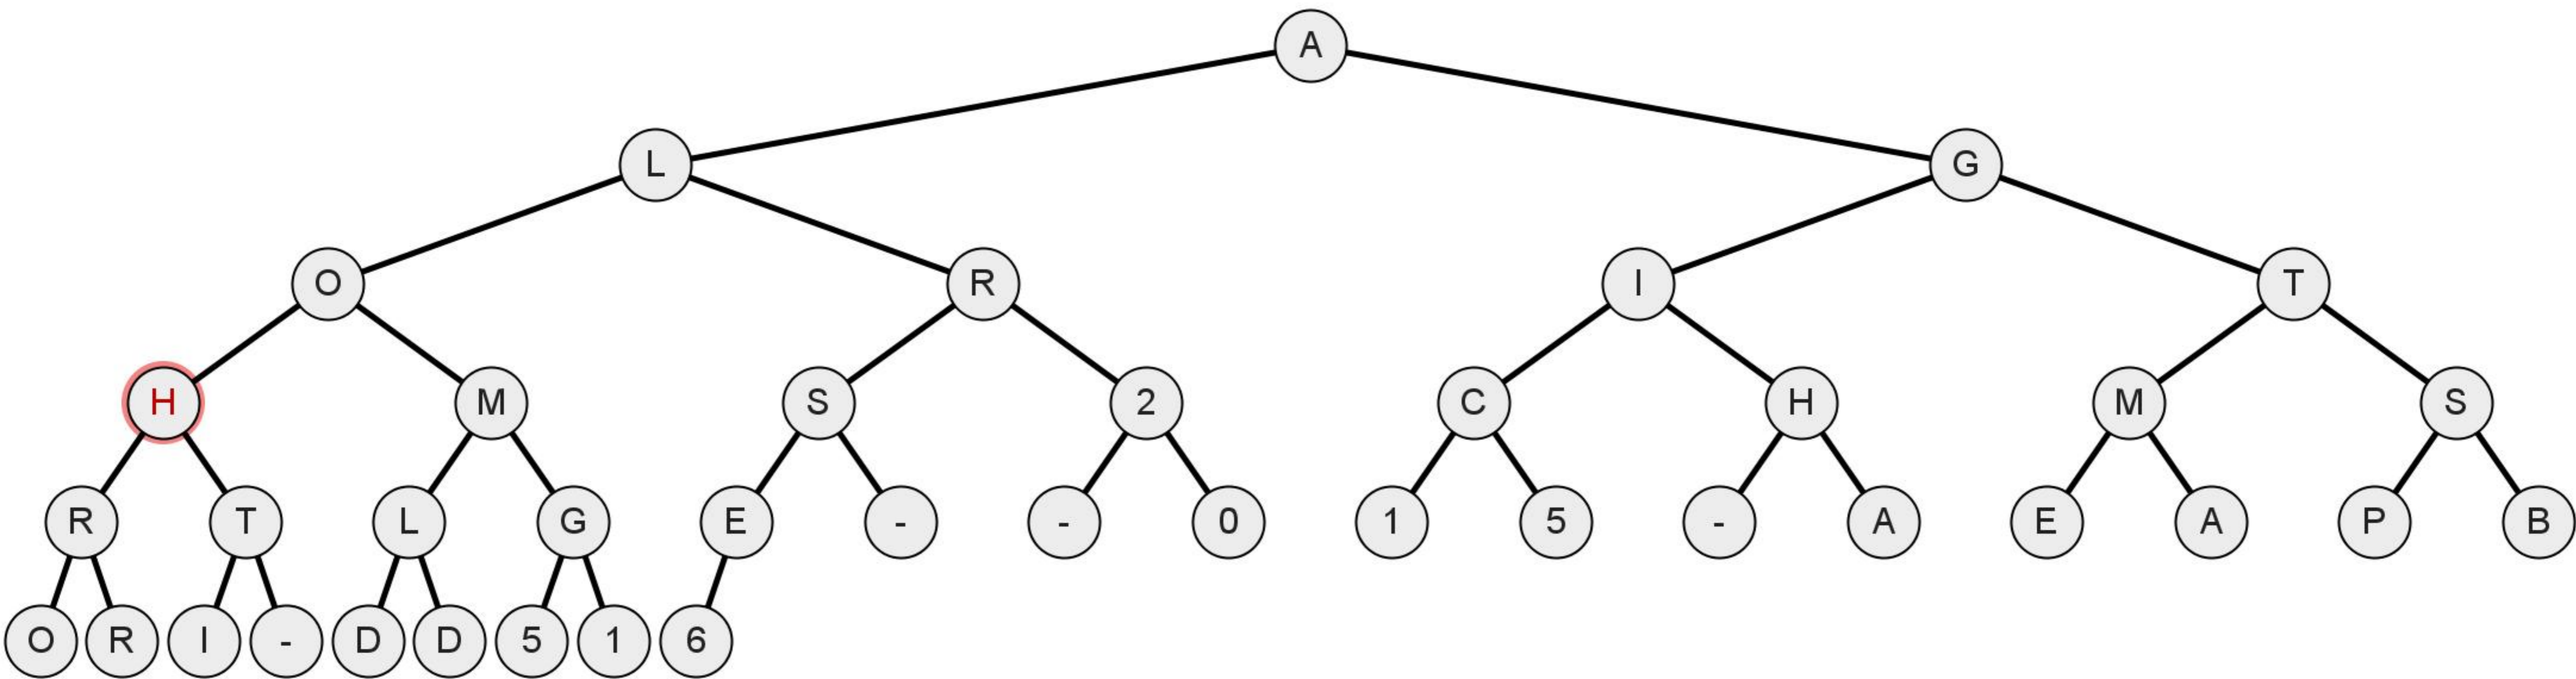 A
L G
O R I T
H M S 2 C H M S
R T L G E - - 0 1 5 - A E A P B
O R I - D D 5 1 6